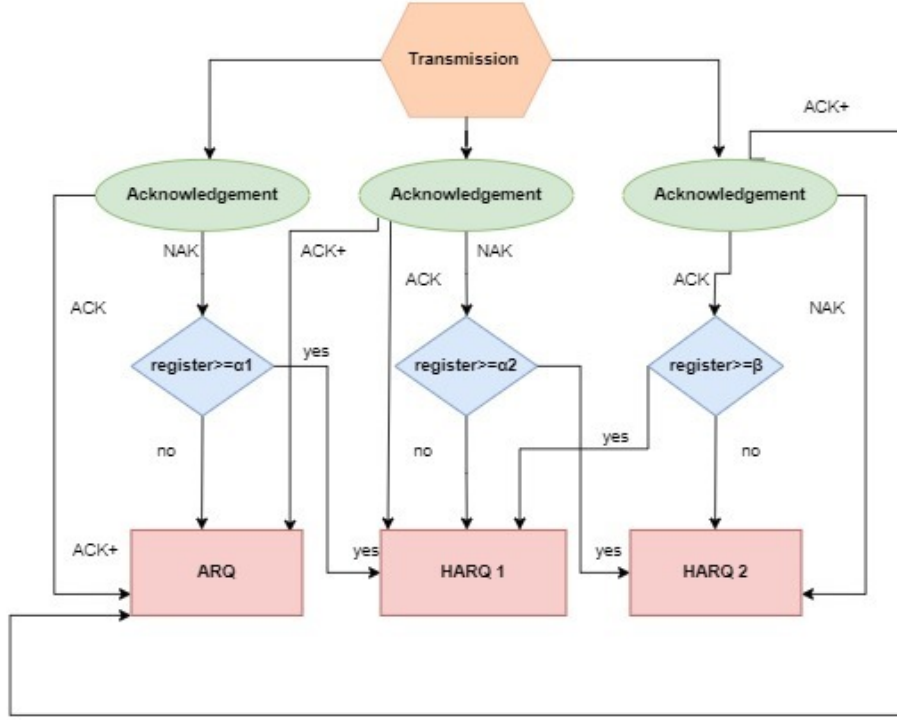 Transmission
ACK+
Acknowledgement
Acknowledgement
Acknowledgement
NAK
ACK+
NAK
ACK
ACK
ACK
NAK
register>=α1
yes
register>=α2
register>=β
no
no
yes
no
ACK+
yes
yes
ARQ
HARQ 1
HARQ 2